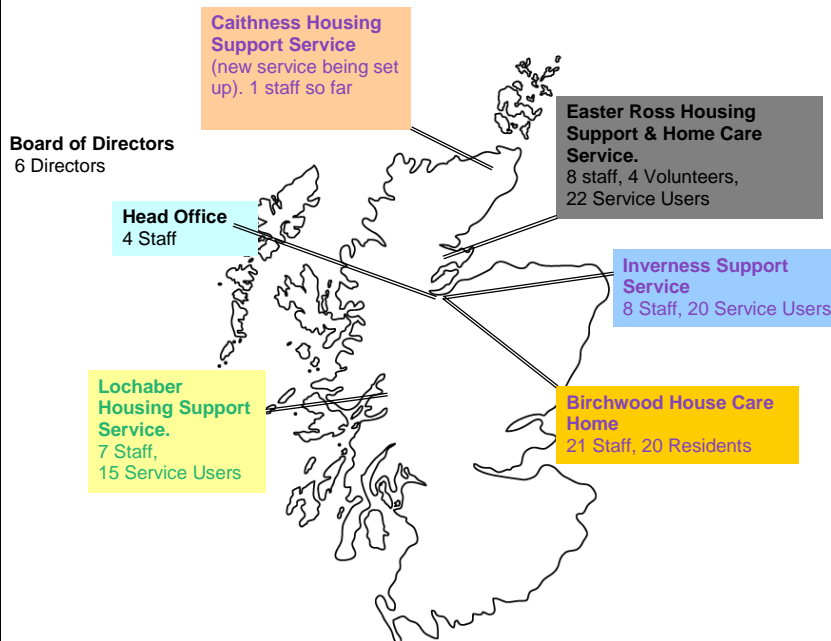 Caithness Housing
Support Service
(new service being set
up). 1 staff so far
Board of Directors
6 Directors
Easter Ross Housing
Support & Home Care
Service.
8 staff, 4 Volunteers,
22 Service Users
Head Office
4 Staff
Inverness Support
Service
8 Staff, 20 Service Users
Lochaber
Housing Support
Service.
7 Staff,
15 Service Users
Birchwood House Care
Home
21 Staff, 20 Residents